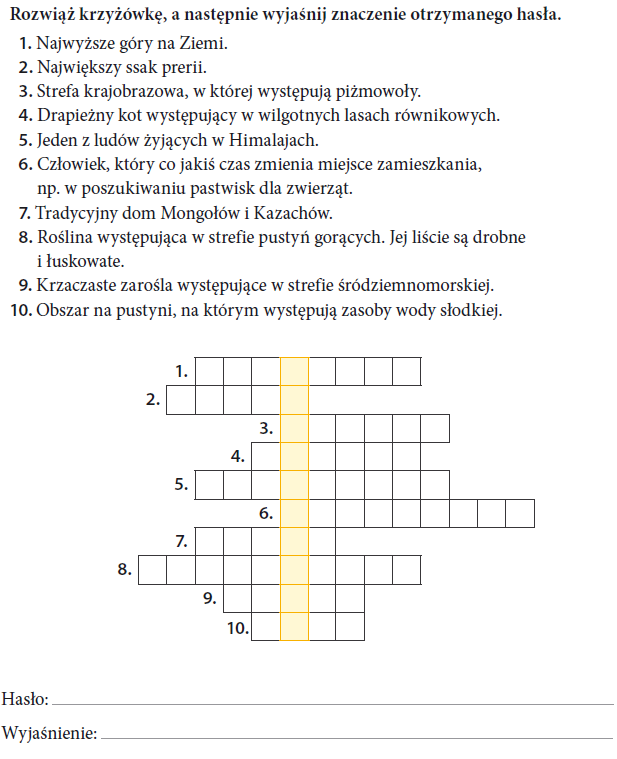 Rozwiąż krzyżówkę, a następnie wyjaśnij znaczenie otrzymanego hasła.
1. Najwyższe góry na Ziemi.
2. Największy ssak prerii.
3. Strefa krajobrazowa, w której występują piżmowoły.
4. Drapieżny kot występujący w wilgotnych lasach równikowych.
5. Jeden z ludów żyjących w Himalajach.
6. Człowiek, który co jakiś czas zmienia miejsce zamieszkania,
np. w poszukiwaniu pastwisk dla zwierząt.
7. Tradycyjny dom Mongołów i Kazachów.
8. Roślina występująca w strefie pustyń gorących. Jej liście są drobne
i łuskowate.
9. Krzaczaste zarośla występujące w strefie śródziemnomorskiej.
10. Obszar na pustyni, na którym występują zasoby wody słodkiej.
1.
2.
3.
4.
5.
6.
7.
8.
9.
10.
Hasło:
Wyjaśnienie: